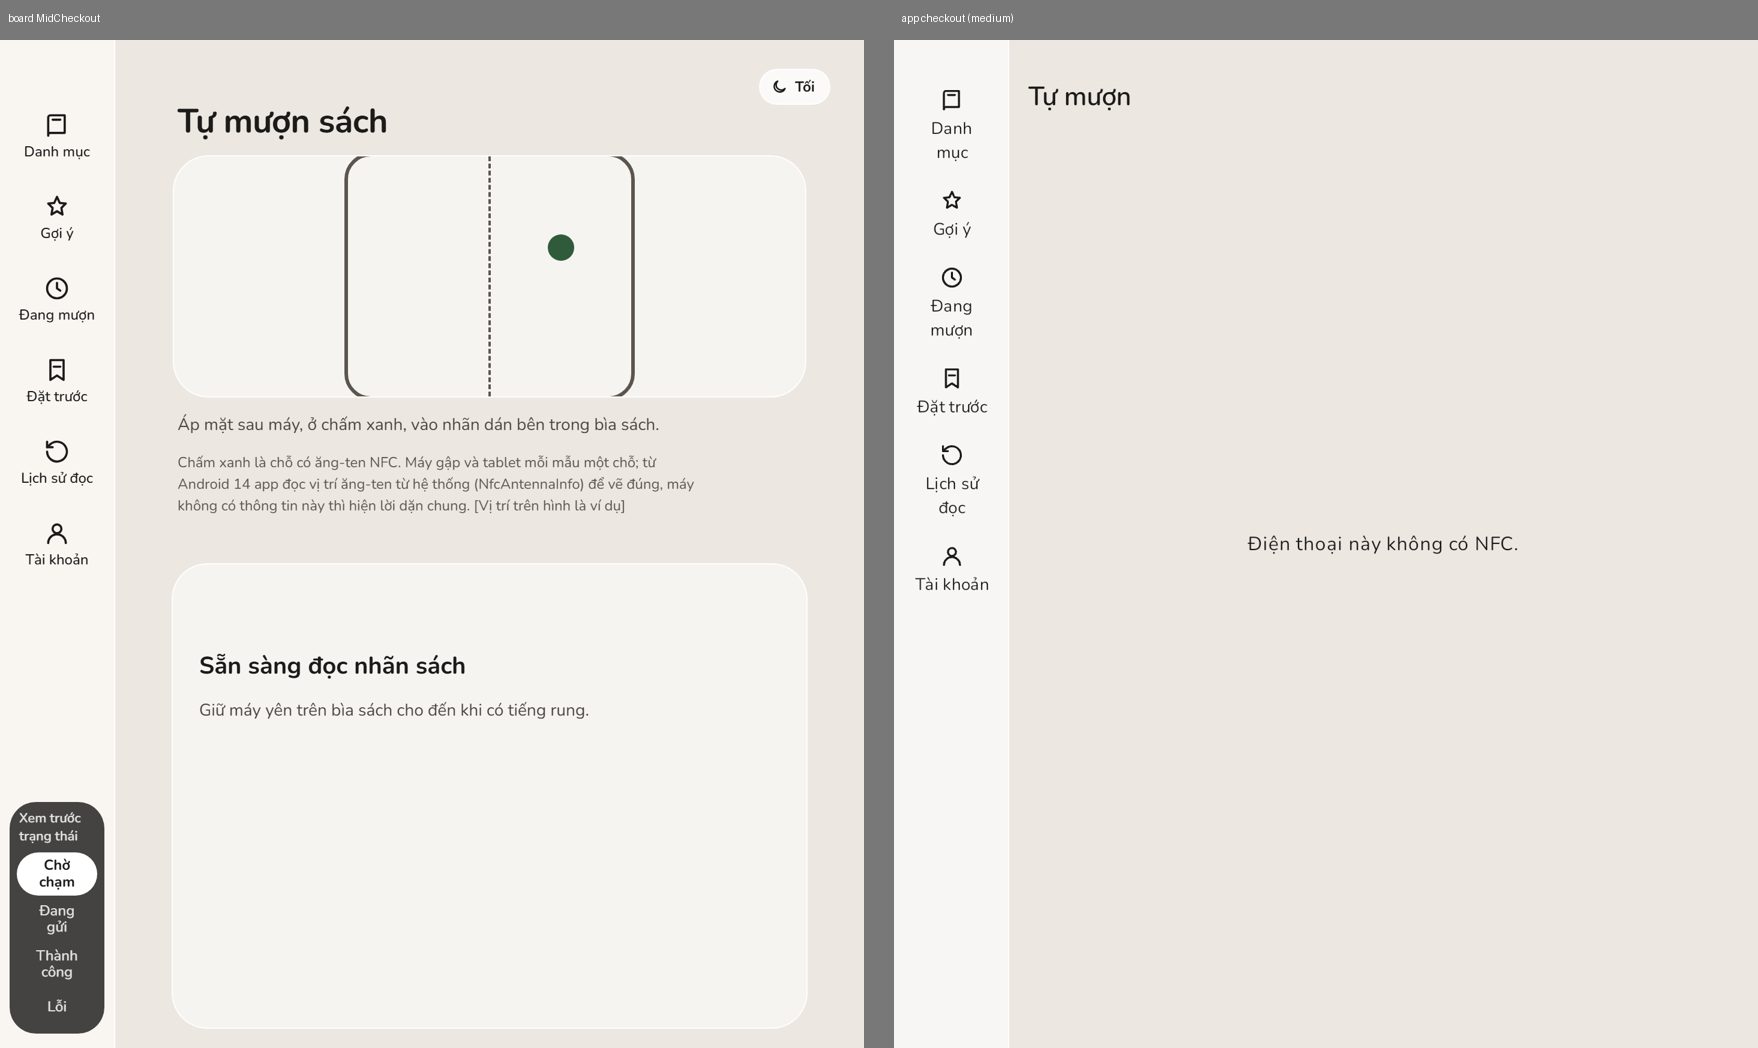 board MidCheckout
Danh mục
Gợi ý
Đang mượn
Đặt trước
Lịch sử đọc
Tài khoản
Xem trước
trạng thái
Chờ
chạm
Đang
gửi
Thành
công
Lỗi
Tối
Tự mượn sách
Áp mặt sau máy, ở chấm xanh, vào nhãn dán bên trong bìa sách.
Chấm xanh là chỗ có ăng-ten NFC. Máy gập và tablet mỗi mẫu một chỗ; từ
Android 14 app đọc vị trí ăng-ten từ hệ thống (NfcAntennaInfo) để vẽ đúng, máy
không có thông tin này thì hiện lời dặn chung. [Vị trí trên hình là ví dụ]
Sẵn sàng đọc nhãn sách
Giữ máy yên trên bìa sách cho đến khi có tiếng rung.
app checkout (medium)
Danh
mục
Gợi ý
Đang
mượn
Đặt trước
Lịch sử
đọc
Tài khoản
Tự mượn
Điện thoại này không có NFC.